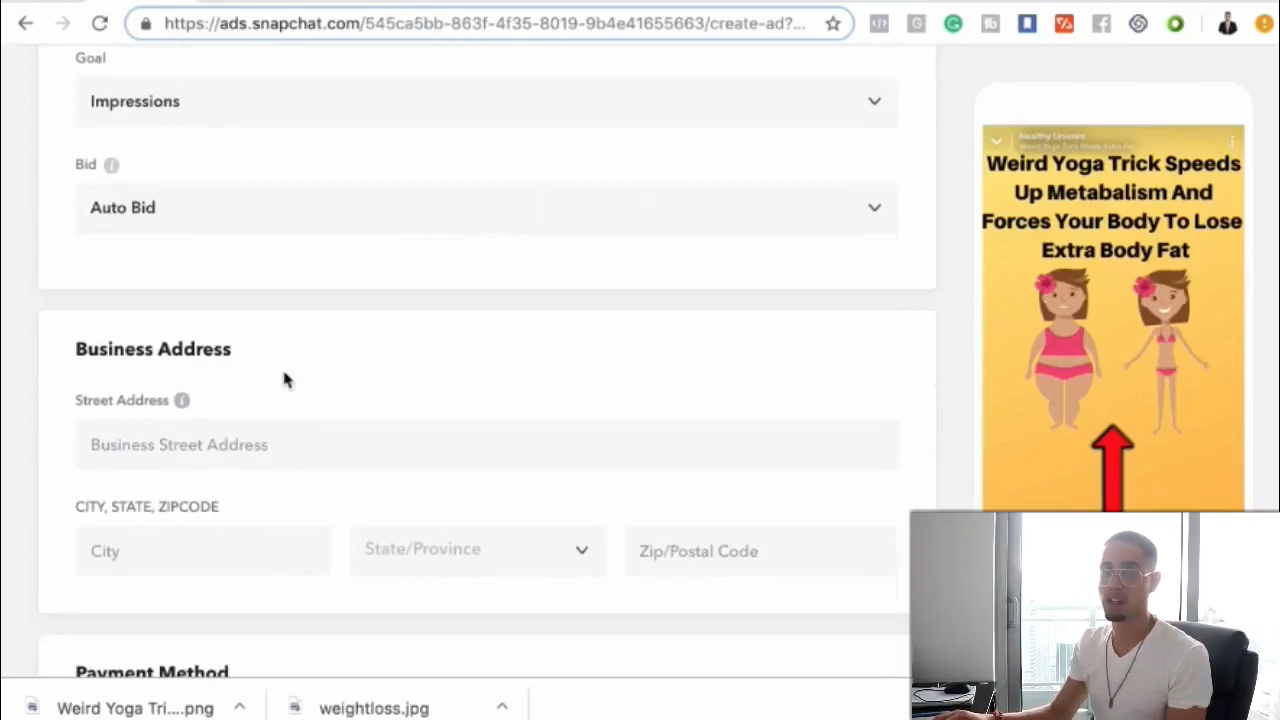 https://ads.snapchat.com/545ca5bb-863f-4f35-8019-9b4e41655663/create-ad?...
Goal
Impressions
Bid
Auto Bid
Business Address
Street Address
Business Street Address
CITY, STATE, ZIPCODE
City
State/Province
Zip/Postal Code
Payment Method
Healthy Unicorn
Weird Yoga Trick Speeds
Up Metabalism And
Forces Your Body To Lose
Extra Body Fat
Weird Yoga Tri....png
weightloss.jpg